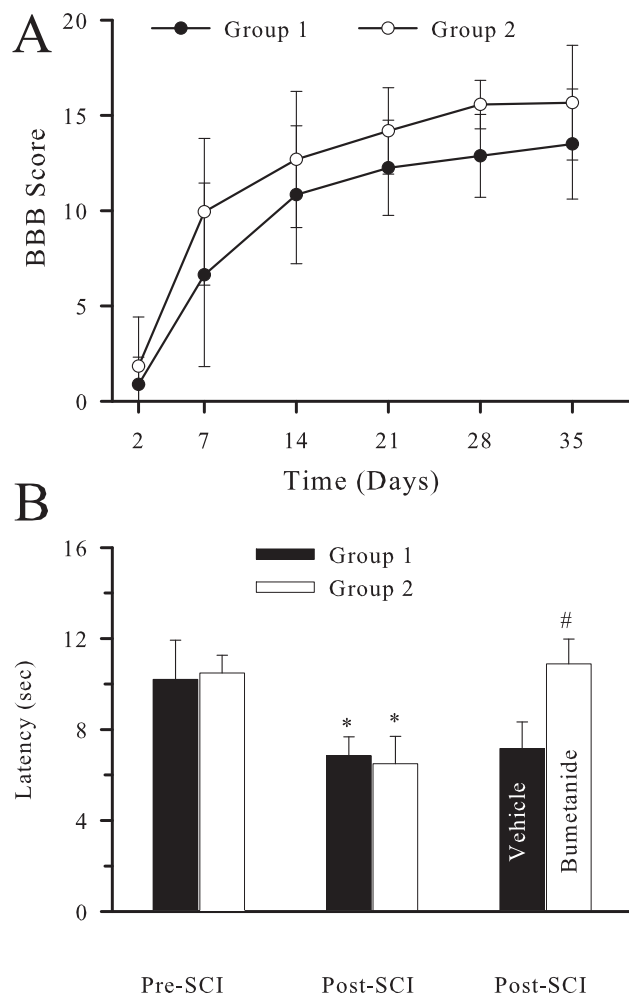 A
Group 1
Group 2
20
15
10
5
0
BBB Score
2 7 14 21 28 35
Time (Days)
B
Group 1
Group 2
16
12
8
4
0
Latency (sec)
* * #
Vehicle
Bumetanide
Pre-SCI Post-SCI Post-SCI